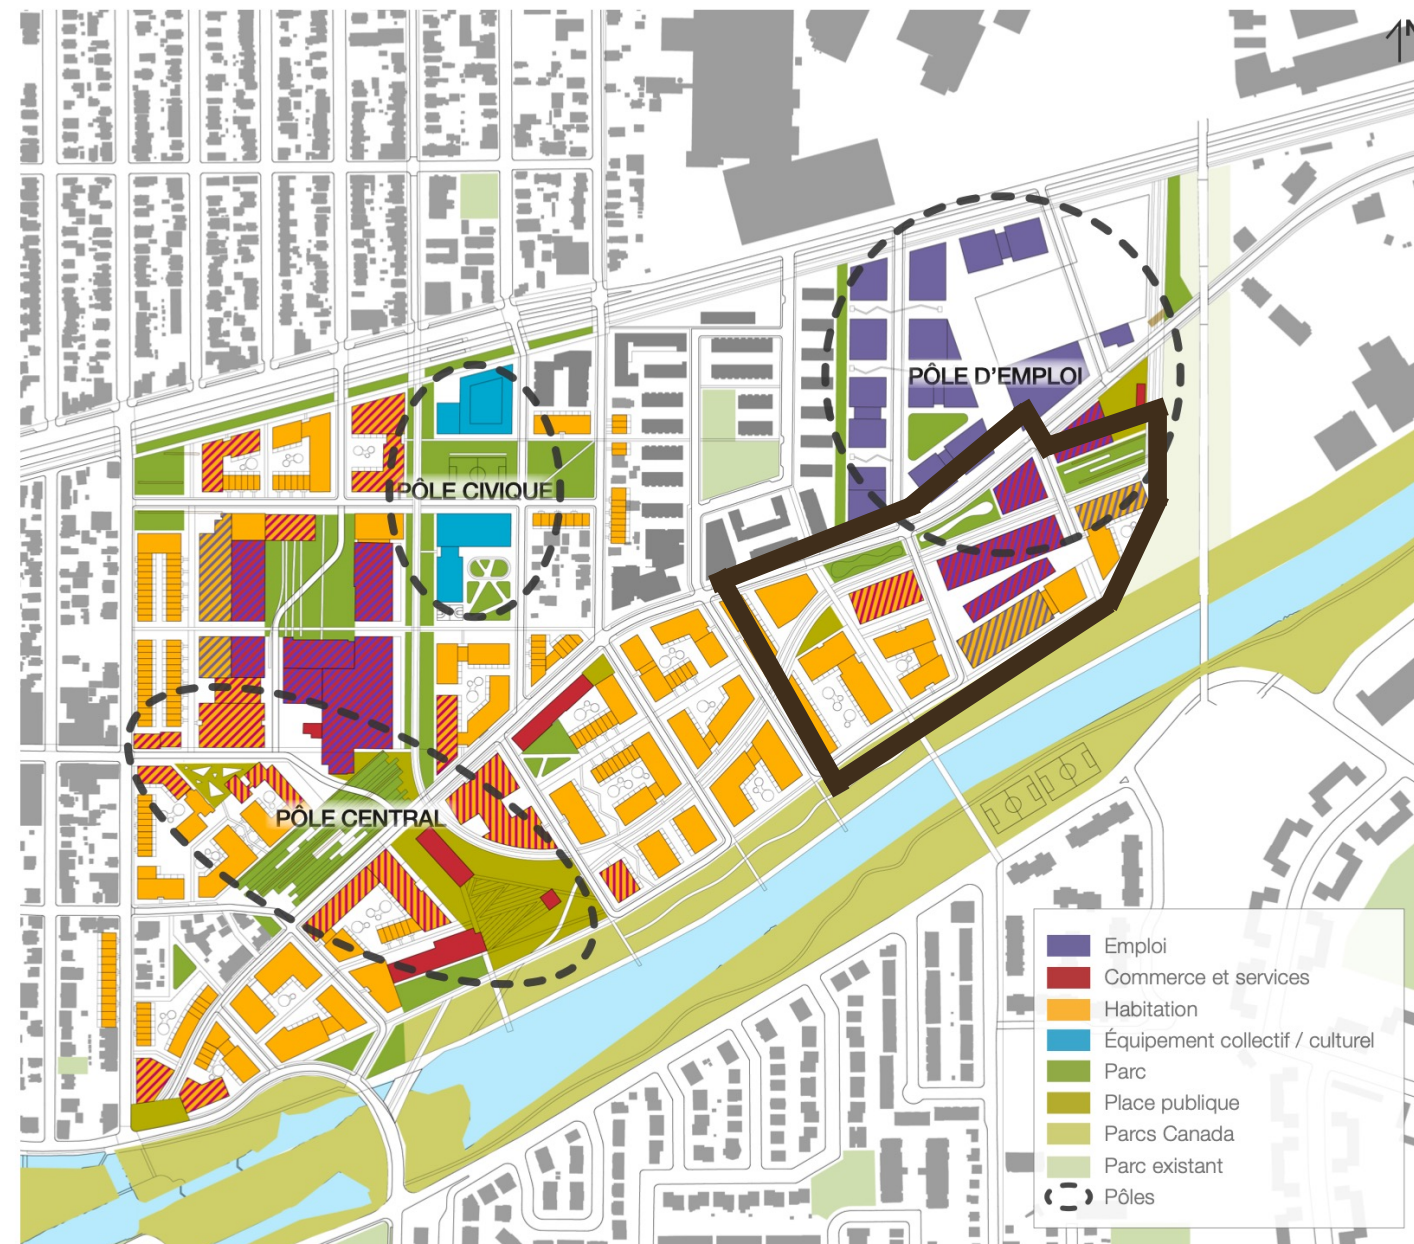 N
PÔLE D'EMPLOI
PÔLE CIVIQUE
PÔLE CENTRAL
Emploi
Commerce et services
Habitation
Équipement collectif / culturel
Parc
Place publique
Parcs Canada
Parc existant
Pôles